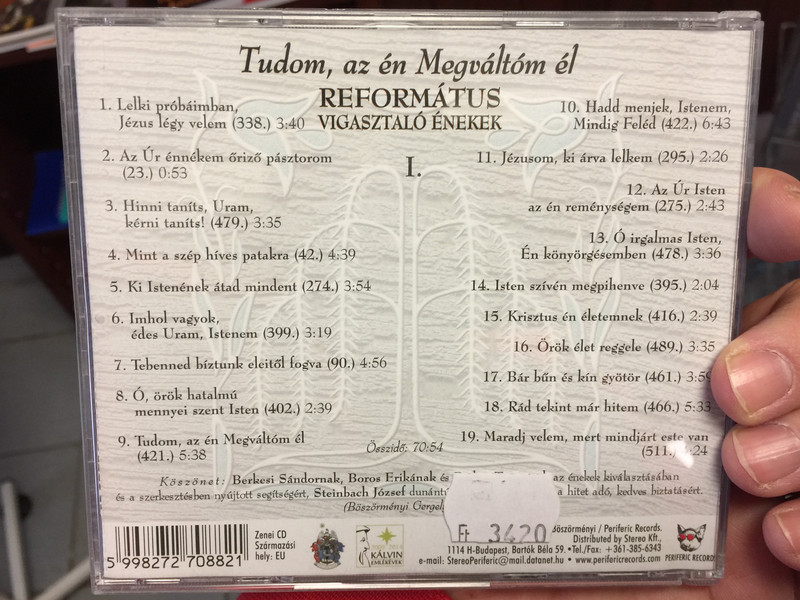 Tudom, az én Megváltóm él
REFORMÁTUS
VIGASZTALÓ ÉNEKEK
I.
1. Lelki próbáimban,
Jézus légy velem (338.) 3:40
2. Az Úr énnékem őriző pásztorom
(23.) 0:53
3. Hinni taníts, Uram,
kérni taníts! (479.) 3:35
4. Mint a szép híves patakra (42.) 4:39
5. Ki Istenének átad mindent (274.) 3:54
6. Imhol vagyok,
édes Uram, Istenem (399.) 3:19
7. Tebenned bíztunk eleitől fogva (90.) 4:56
8. Ó, örök hatalmú
mennyei szent Isten (402.) 2:39
9. Tudom, az én Megváltóm él
(421.) 5:38
10. Hadd menjek, Istenem,
Mindig Feléd (422.) 6:43
11. Jézusom, ki árva lelkem (295.) 2:26
12. Az Úr Isten
az én reménységem (275.) 2:43
13. Ó irgalmas Isten,
Én könyörgésemben (478.) 3:36
14. Isten szívén megpihenve (395.) 2:04
15. Krisztus én életemnek (416.) 2:39
16. Örök élet reggele (489.) 3:35
17. Bár bűn és kín gyötör (461.) 3:59
18. Rád tekint már hitem (466.) 5:33
19. Maradj velem, mert mindjárt este van
(511.) :24
Összidő: 70:54
Köszönet: Berkesi Sándornak, Boros Erikának és az énekek kiválasztásában
és a szerkesztésben nyújtott segítségért, Steinbach József a hitet adó, kedves biztatásért.
(Böszörményi
Ft 3420
Böszörményi / Periferic Records.
Distributed by Stereo Kft.,
1114 H-Budapest, Bartók Béla 59. • Tel./Fax: +361-385-6343
e-mail: StereoPeriferic@mail.datanet.hu • www.perifericrecords.com
5 998272 708821
Zenei CD
Származási
hely: EU
KÁLVIN
EMLÉKÉVEK
PERIFERIC RECORDS